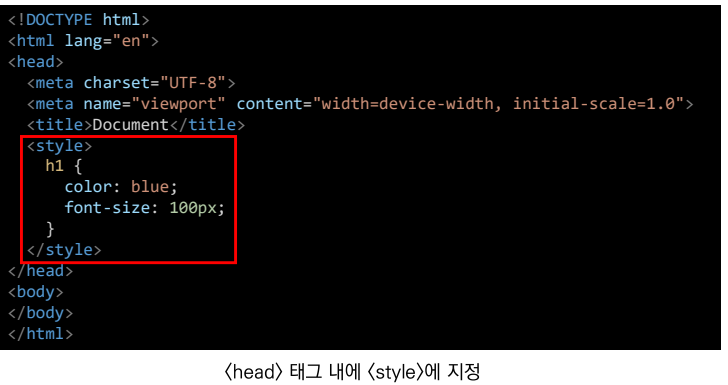 <!DOCTYPE html>
<html lang="en">
<head>
  <meta charset="UTF-8">
  <meta name="viewport" content="width=device-width, initial-scale=1.0">
  <title>Document</title>
  <style>
    h1 {
      color: blue;
      font-size: 100px;
    }
  </style>
</head>
<body>
</body>
</html>
〈head〉 태그 내에 〈style〉에 지정